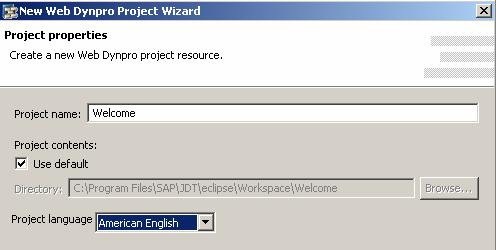 New Web Dynpro Project Wizard
Project properties
Create a new Web Dynpro project resource.
Project name: Welcome
Project contents:
Use default
Directory: C:\Program Files\SAP\JDT\eclipse\Workspace\Welcome Browse...
Project language American English